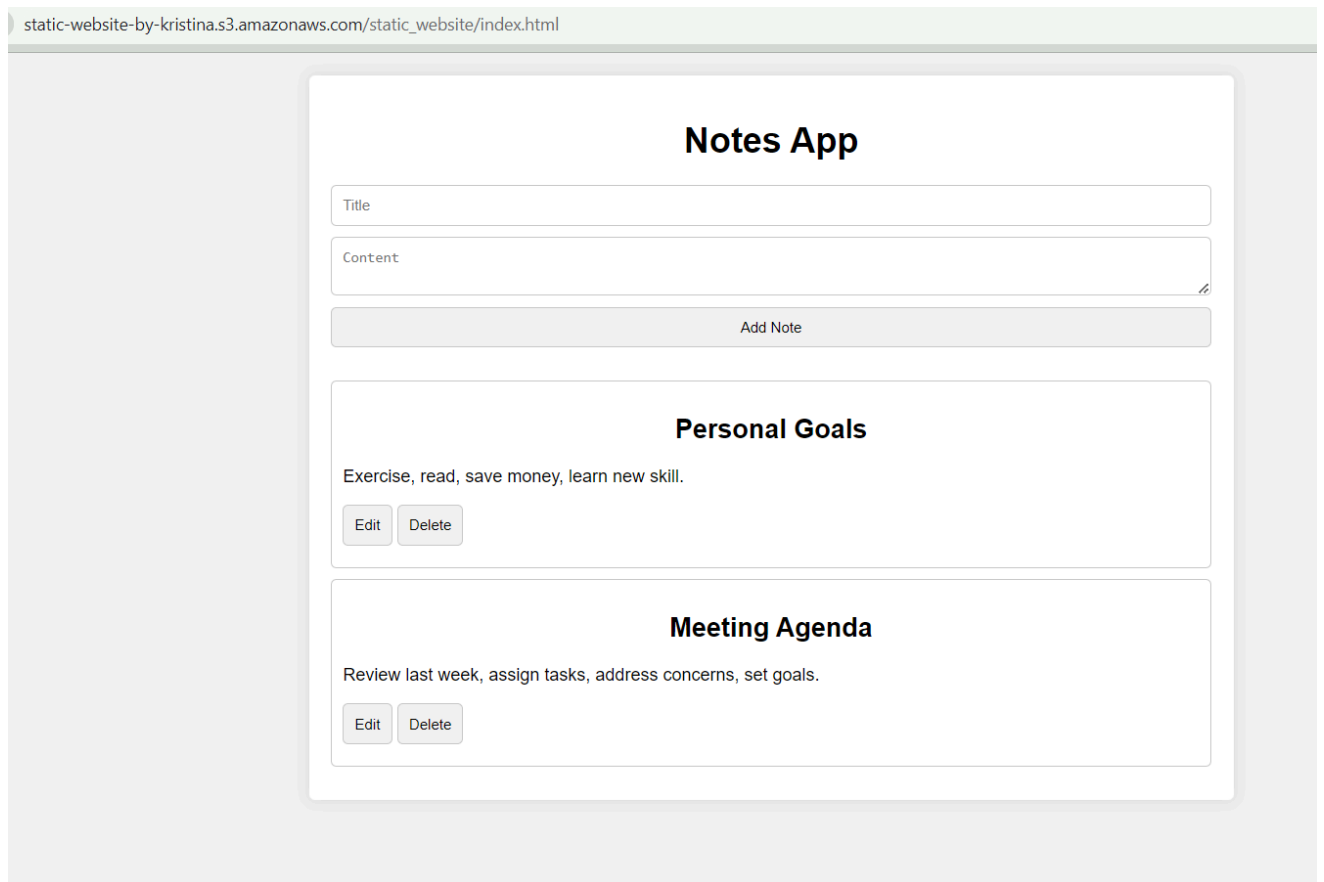 static-website-by-kristina.s3.amazonaws.com/static_website/index.html
Notes App
Title
Content
Add Note
Personal Goals
Exercise, read, save money, learn new skill.
Edit Delete
Meeting Agenda
Review last week, assign tasks, address concerns, set goals.
Edit Delete